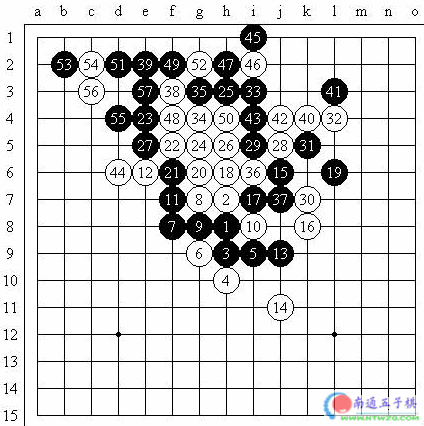 a b c d e f g h i j k l m n o
1 45
2 53 54 51 39 49 52 47 46
3 56 57 38 35 25 33 41
4 55 23 48 34 50 43 42 40 32
5 27 22 24 26 29 28 31
6 44 12 21 20 18 36 15 19
7 11 8 2 17 37 30
8 7 9 1 10 16
9 6 3 5 13
10 4
11 14
12
13
14
15
南通五子棋
WWW.NTWZQ.COM